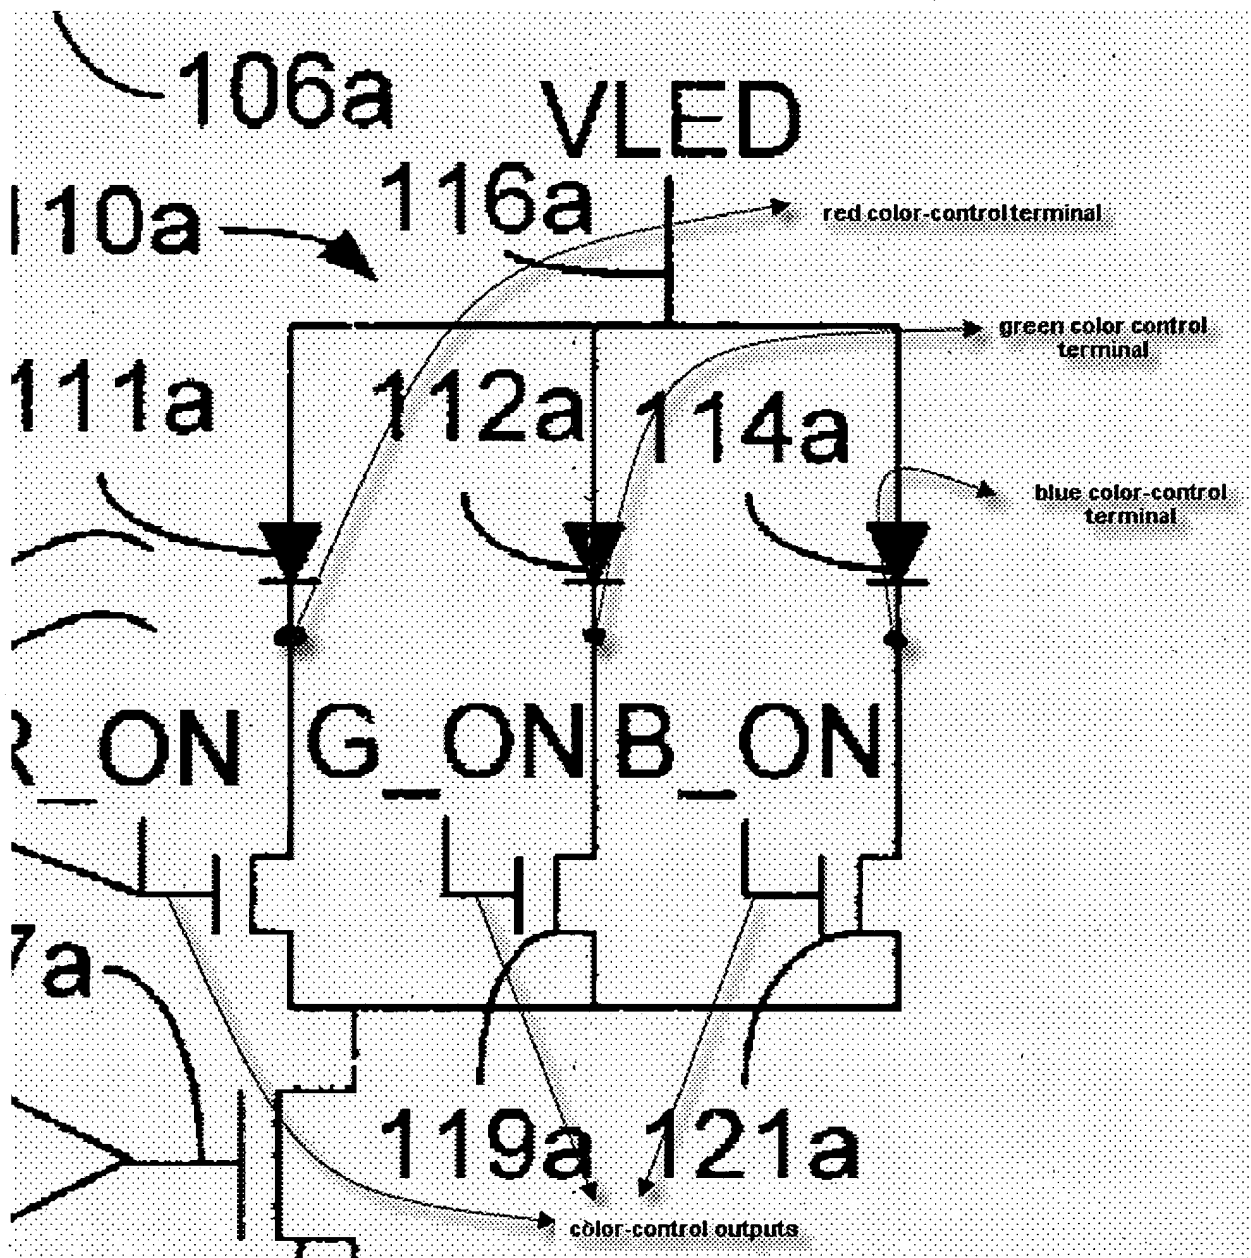 106a
VLED
116a
110a
red color-control terminal
green color control
terminal
111a
112a
114a
blue color-control
terminal
R_ON
G_ON
B_ON
7a
119a
121a
color-control outputs